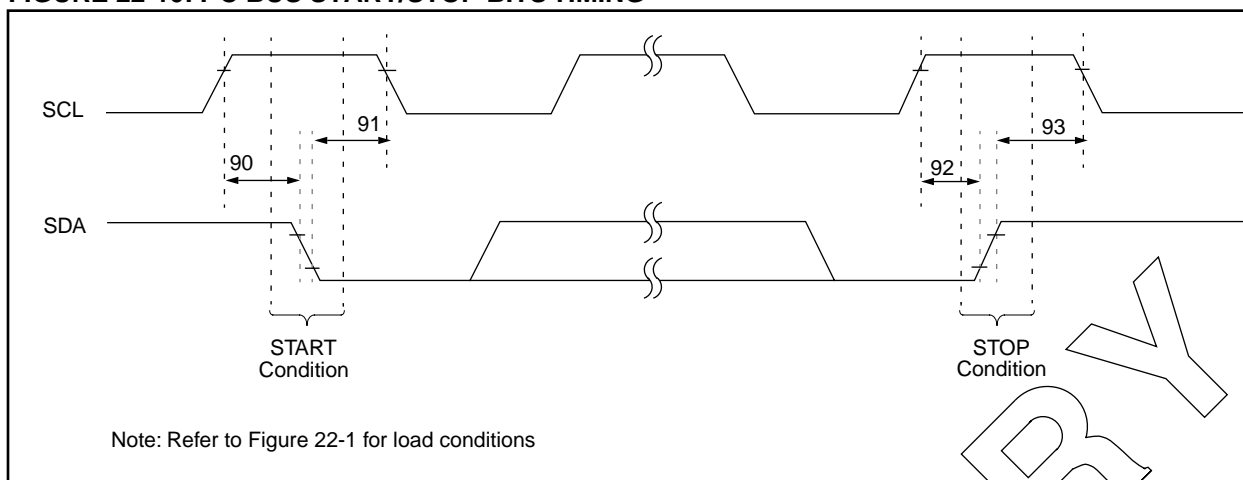 SCL
91
93
90
92
SDA
START
Condition
STOP
Condition
Note: Refer to Figure 22-1 for load conditions
R Y